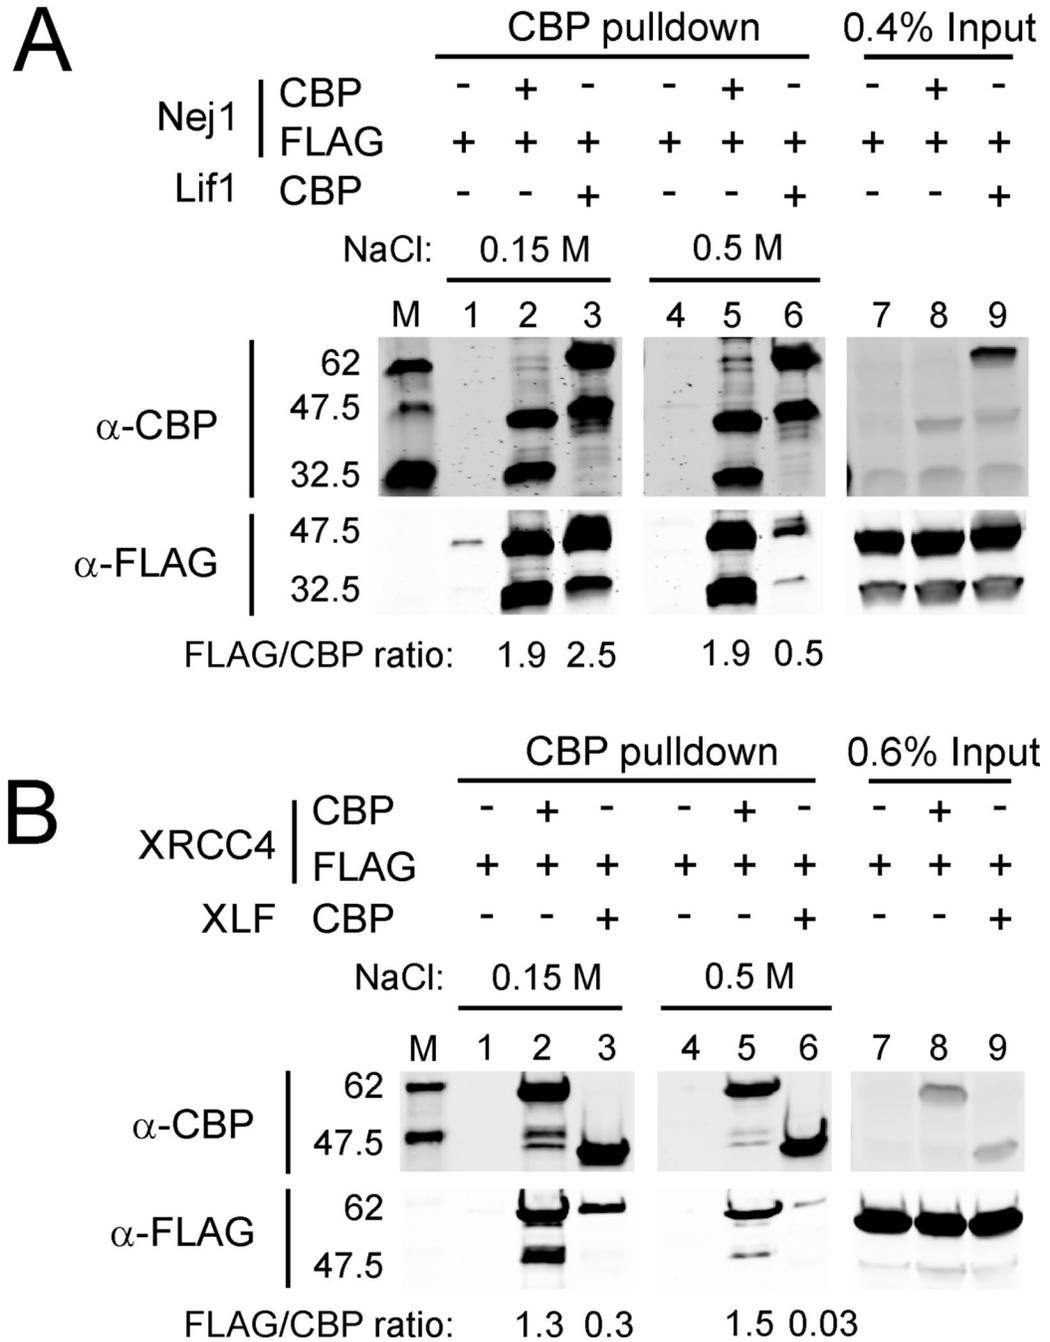 A
CBP pulldown 0.4% Input
Nej1 CBP - + - - + - - + -
FLAG + + + + + + + + +
Lif1 CBP - - + - - + - - +
NaCl: 0.15 M 0.5 M
M 1 2 3 4 5 6 7 8 9
α-CBP 62
47.5
32.5
α-FLAG 47.5
32.5
FLAG/CBP ratio: 1.9 2.5 1.9 0.5
B
CBP pulldown 0.6% Input
XRCC4 CBP - + - - + - - + -
FLAG + + + + + + + + +
XLF CBP - - + - - + - - +
NaCl: 0.15 M 0.5 M
M 1 2 3 4 5 6 7 8 9
α-CBP 62
47.5
α-FLAG 62
47.5
FLAG/CBP ratio: 1.3 0.3 1.5 0.03